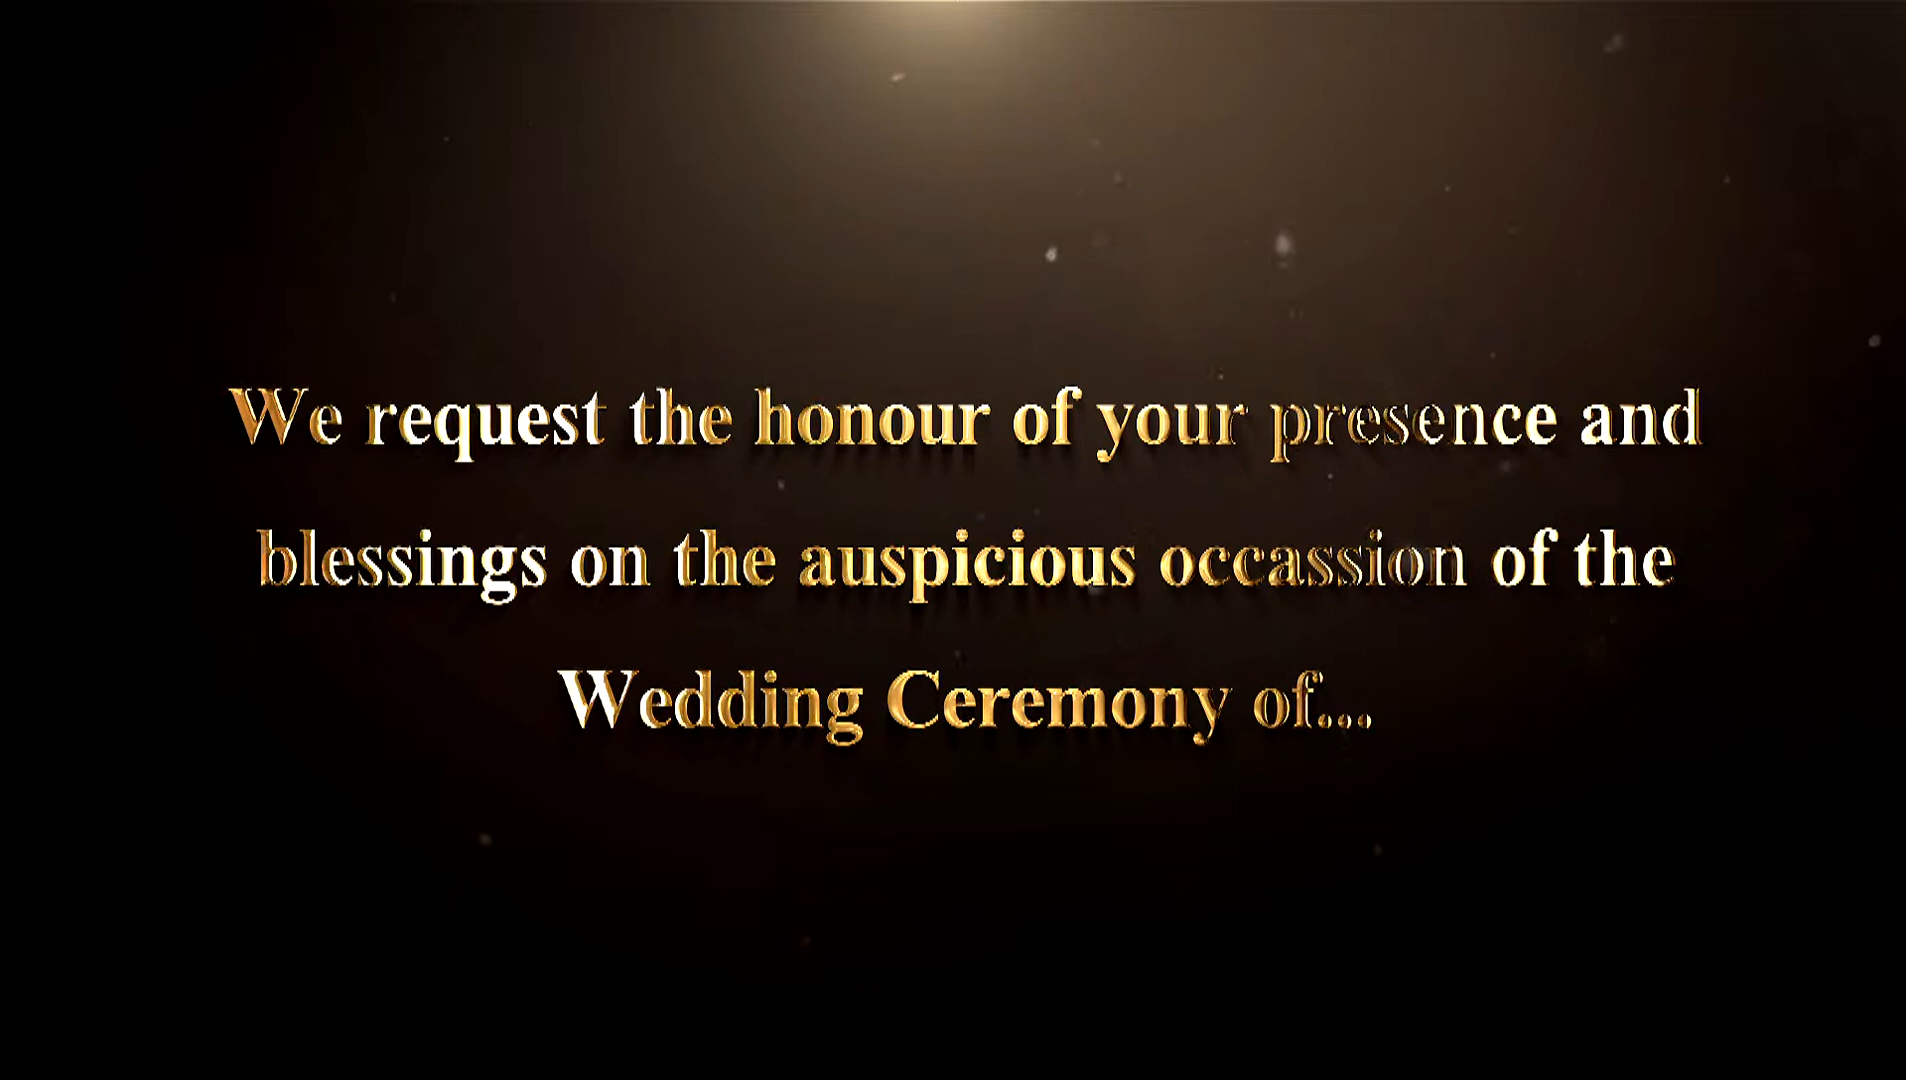 We request the honour of your presence and
blessings on the auspicious occassion of the
Wedding Ceremony of...